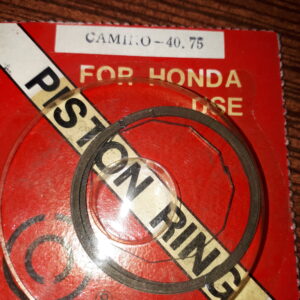 CAMINO-40.75
FOR HONDA
USE
PISTON RING